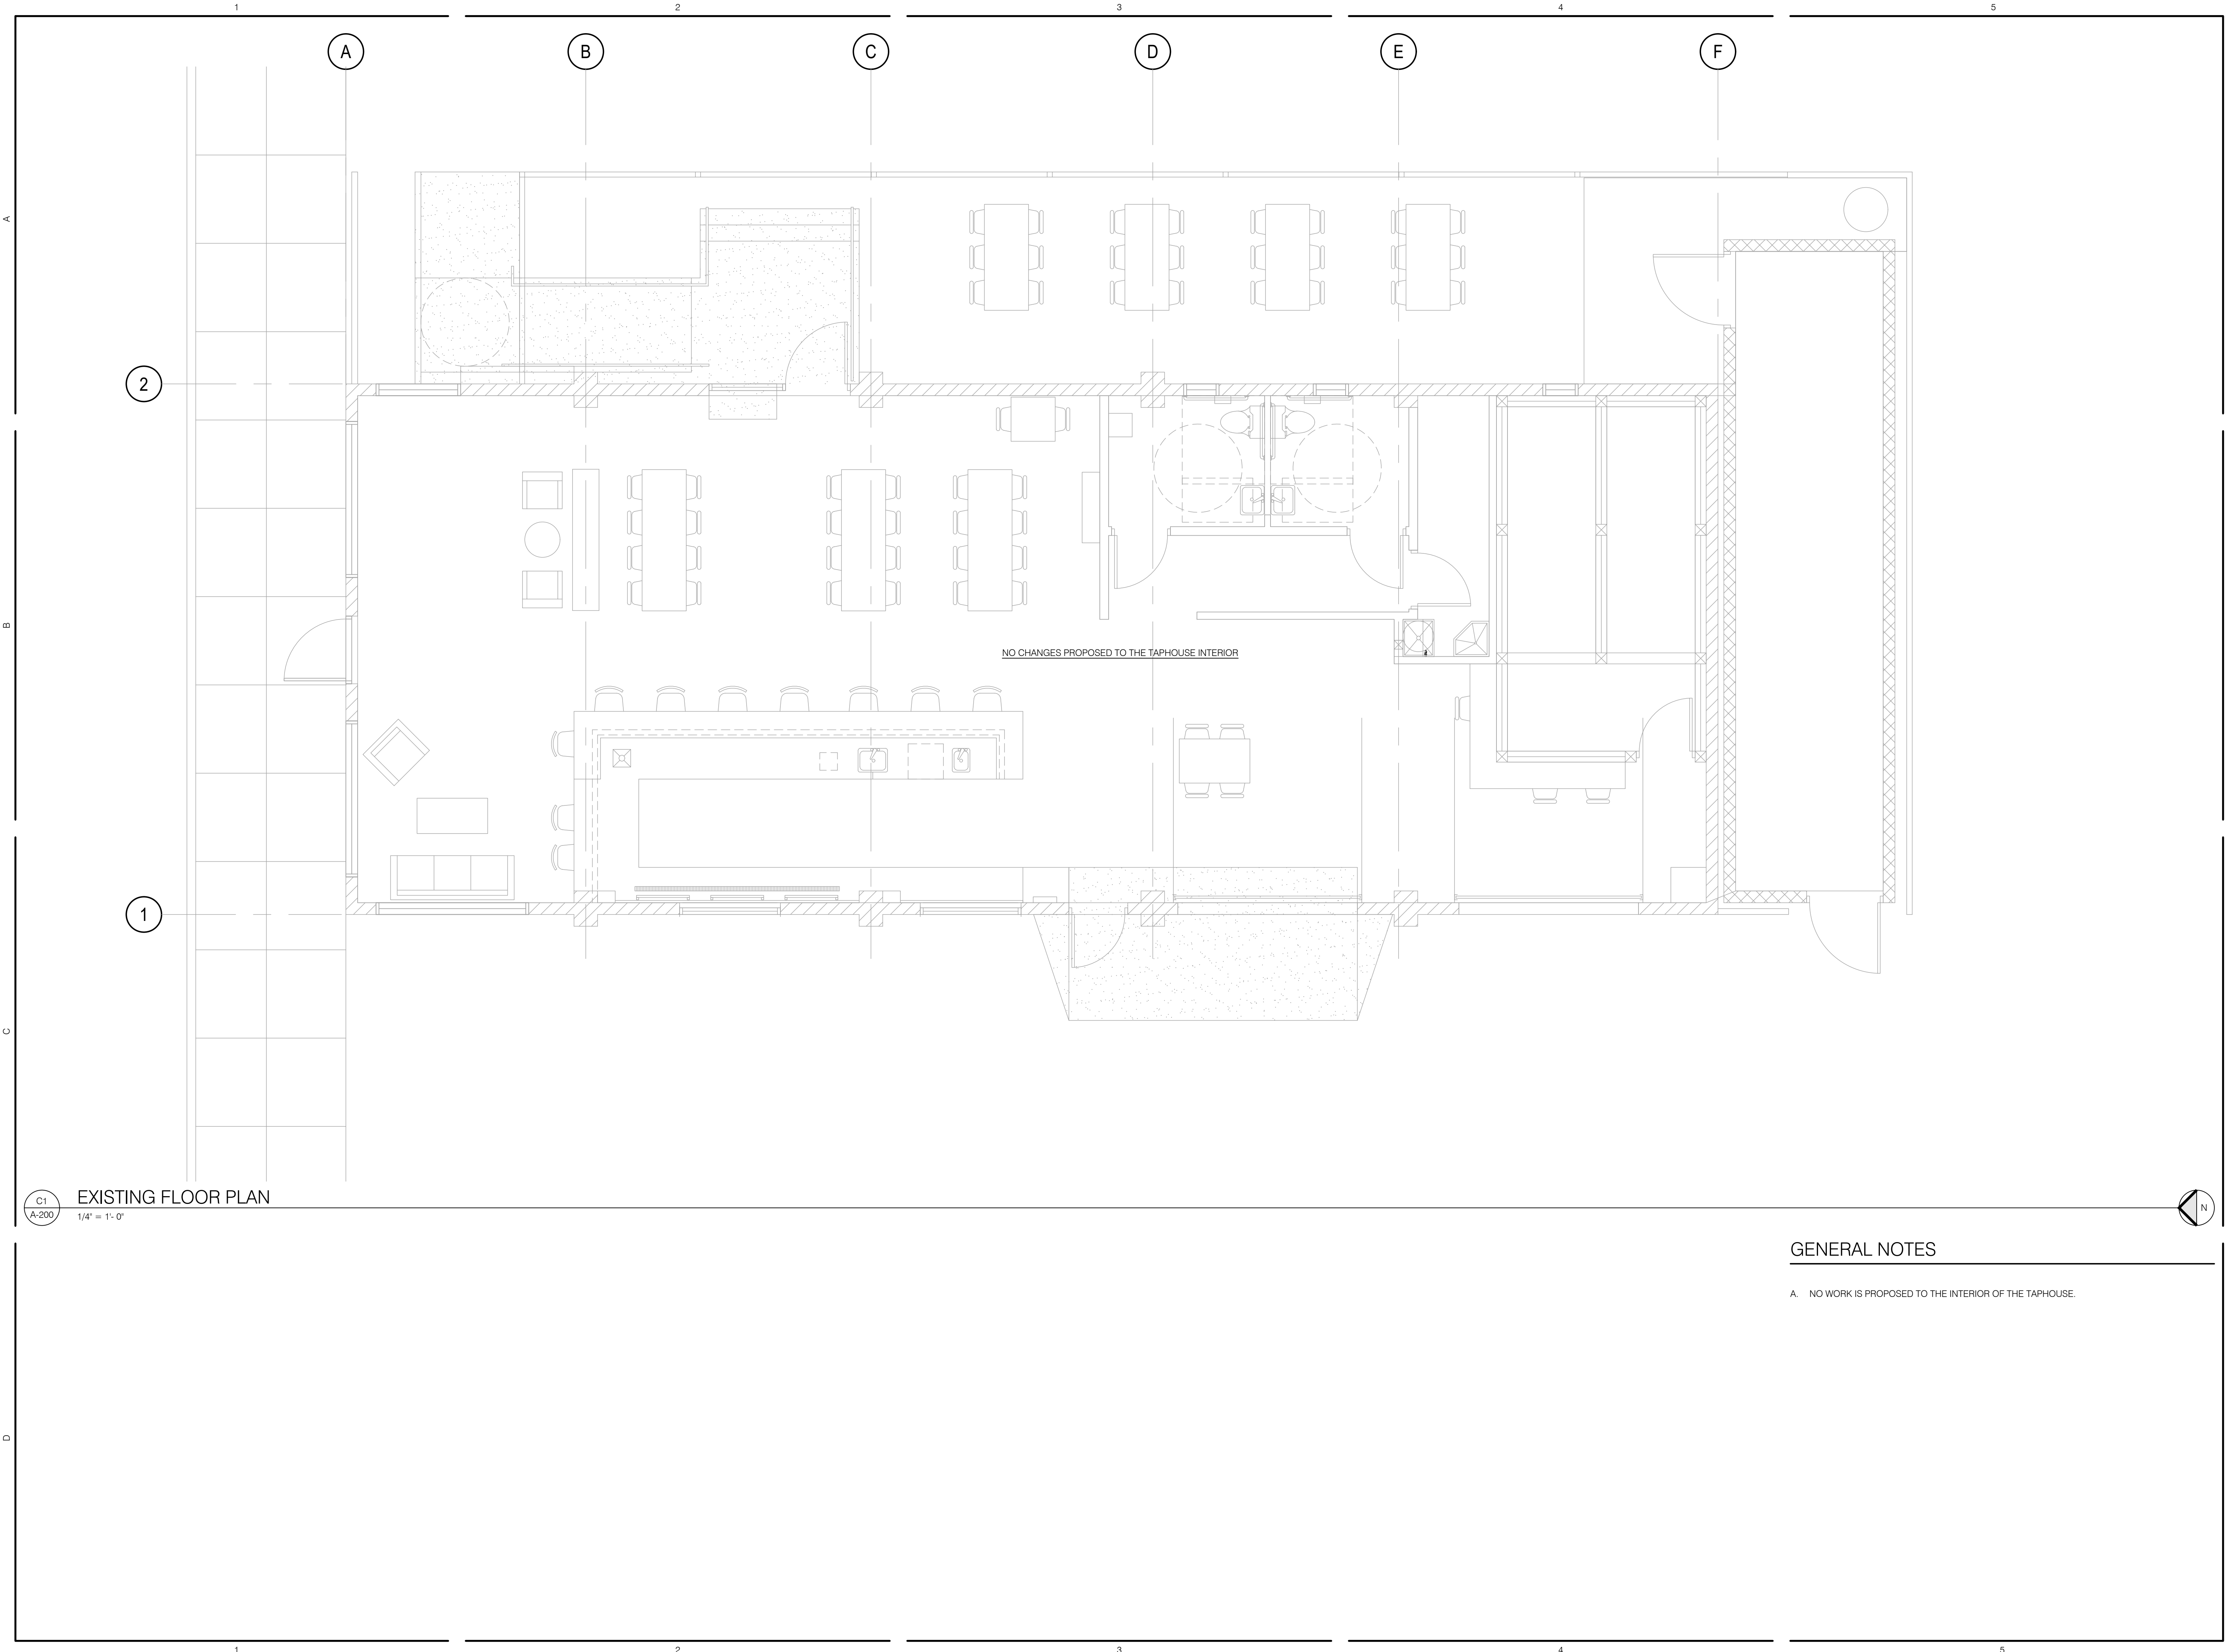 1 2 3 4 5
A B C D E F
A
2
B
NO CHANGES PROPOSED TO THE TAPHOUSE INTERIOR
1
C
C1
A-200
EXISTING FLOOR PLAN
1/4" = 1'- 0"
N
GENERAL NOTES
A. NO WORK IS PROPOSED TO THE INTERIOR OF THE TAPHOUSE.
D
1 2 3 4 5